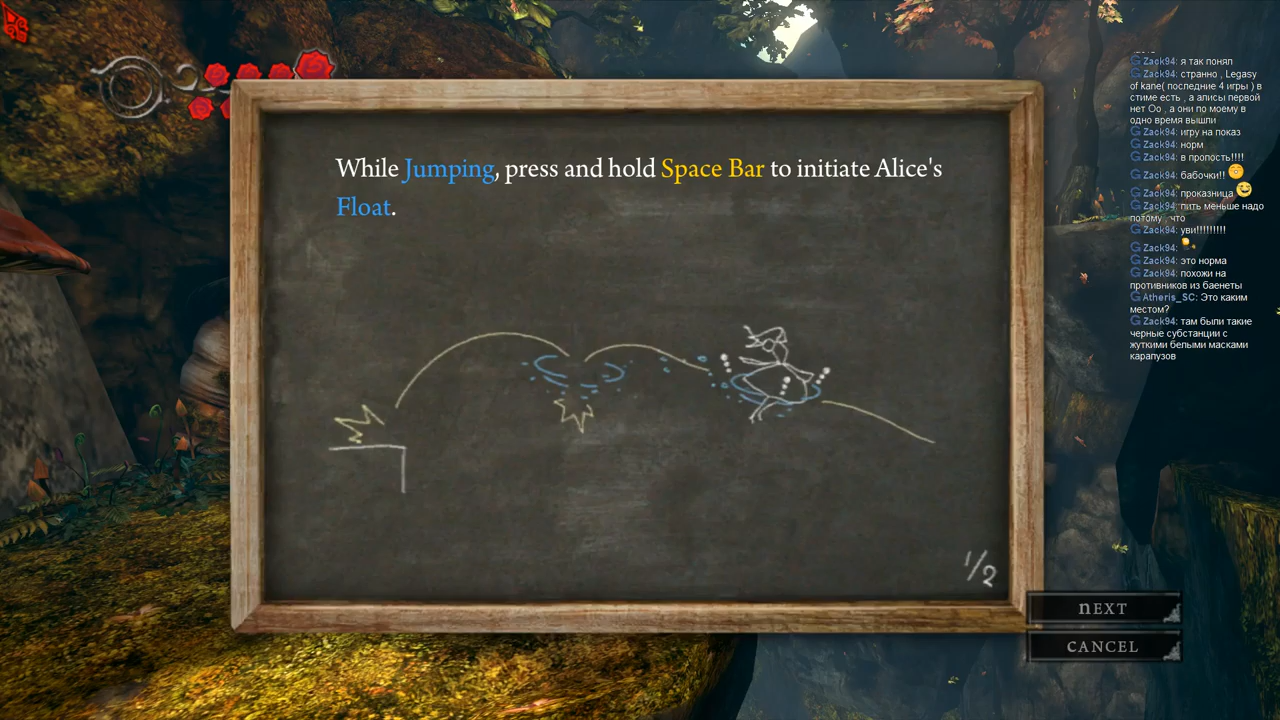 While Jumping, press and hold Space Bar to initiate Alice's
Float.
1/2
NEXT
CANCEL
Zack94: я так понял
Zack94: странно , Legasy
of kane( последние 4 игры ) в
стиме есть , а алисы первой
нет Оо , а они по моему в
одно время вышли
Zack94: игру на показ
Zack94: норм
Zack94: в пропость!!!!
Zack94: бабочки!!
Zack94: проказница
Zack94: пить меньше надо
потому , что
Zack94: уви!!!!!!!!!
Zack94:
Zack94: это норма
Zack94: похожи на
противников из баенеты
Atheris_SC: Это каким
местом?
Zack94: там были такие
черные субстанции с
жуткими белыми масками
карапузов